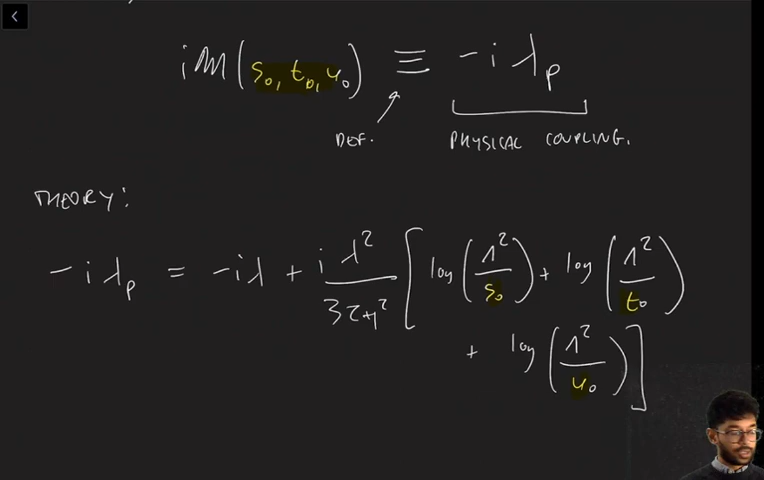 iM(s₀, t₀, u₀) ≡ -iλₚ
DEF.
PHYSICAL COUPLING.
THEORY:
-iλₚ = -iλ + iλ²/32π² [log(Λ²/s₀) + log(Λ²/t₀)
+ log(Λ²/u₀)]